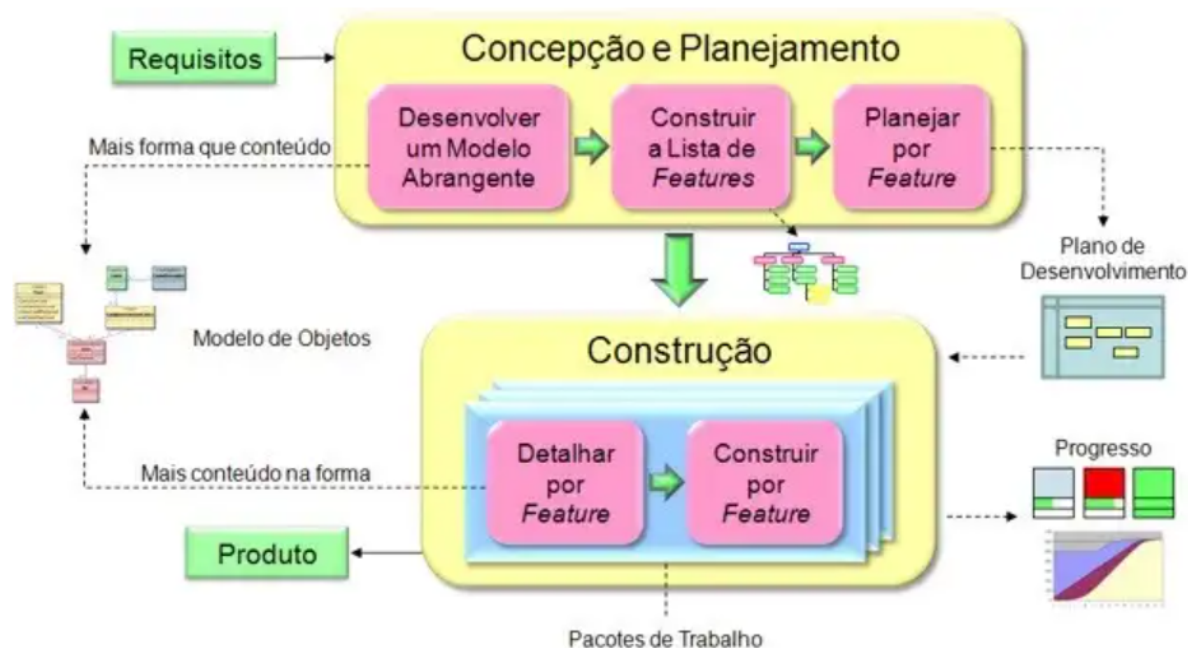 Requisitos
Concepção e Planejamento
Desenvolver
um Modelo
Abrangente
Construir
a Lista de
Features
Planejar
por
Feature
Mais forma que conteúdo
Plano de
Desenvolvimento
Modelo de Objetos
Construção
Detalhar
por
Feature
Construir
por
Feature
Mais conteúdo na forma
Progresso
Produto
Pacotes de Trabalho